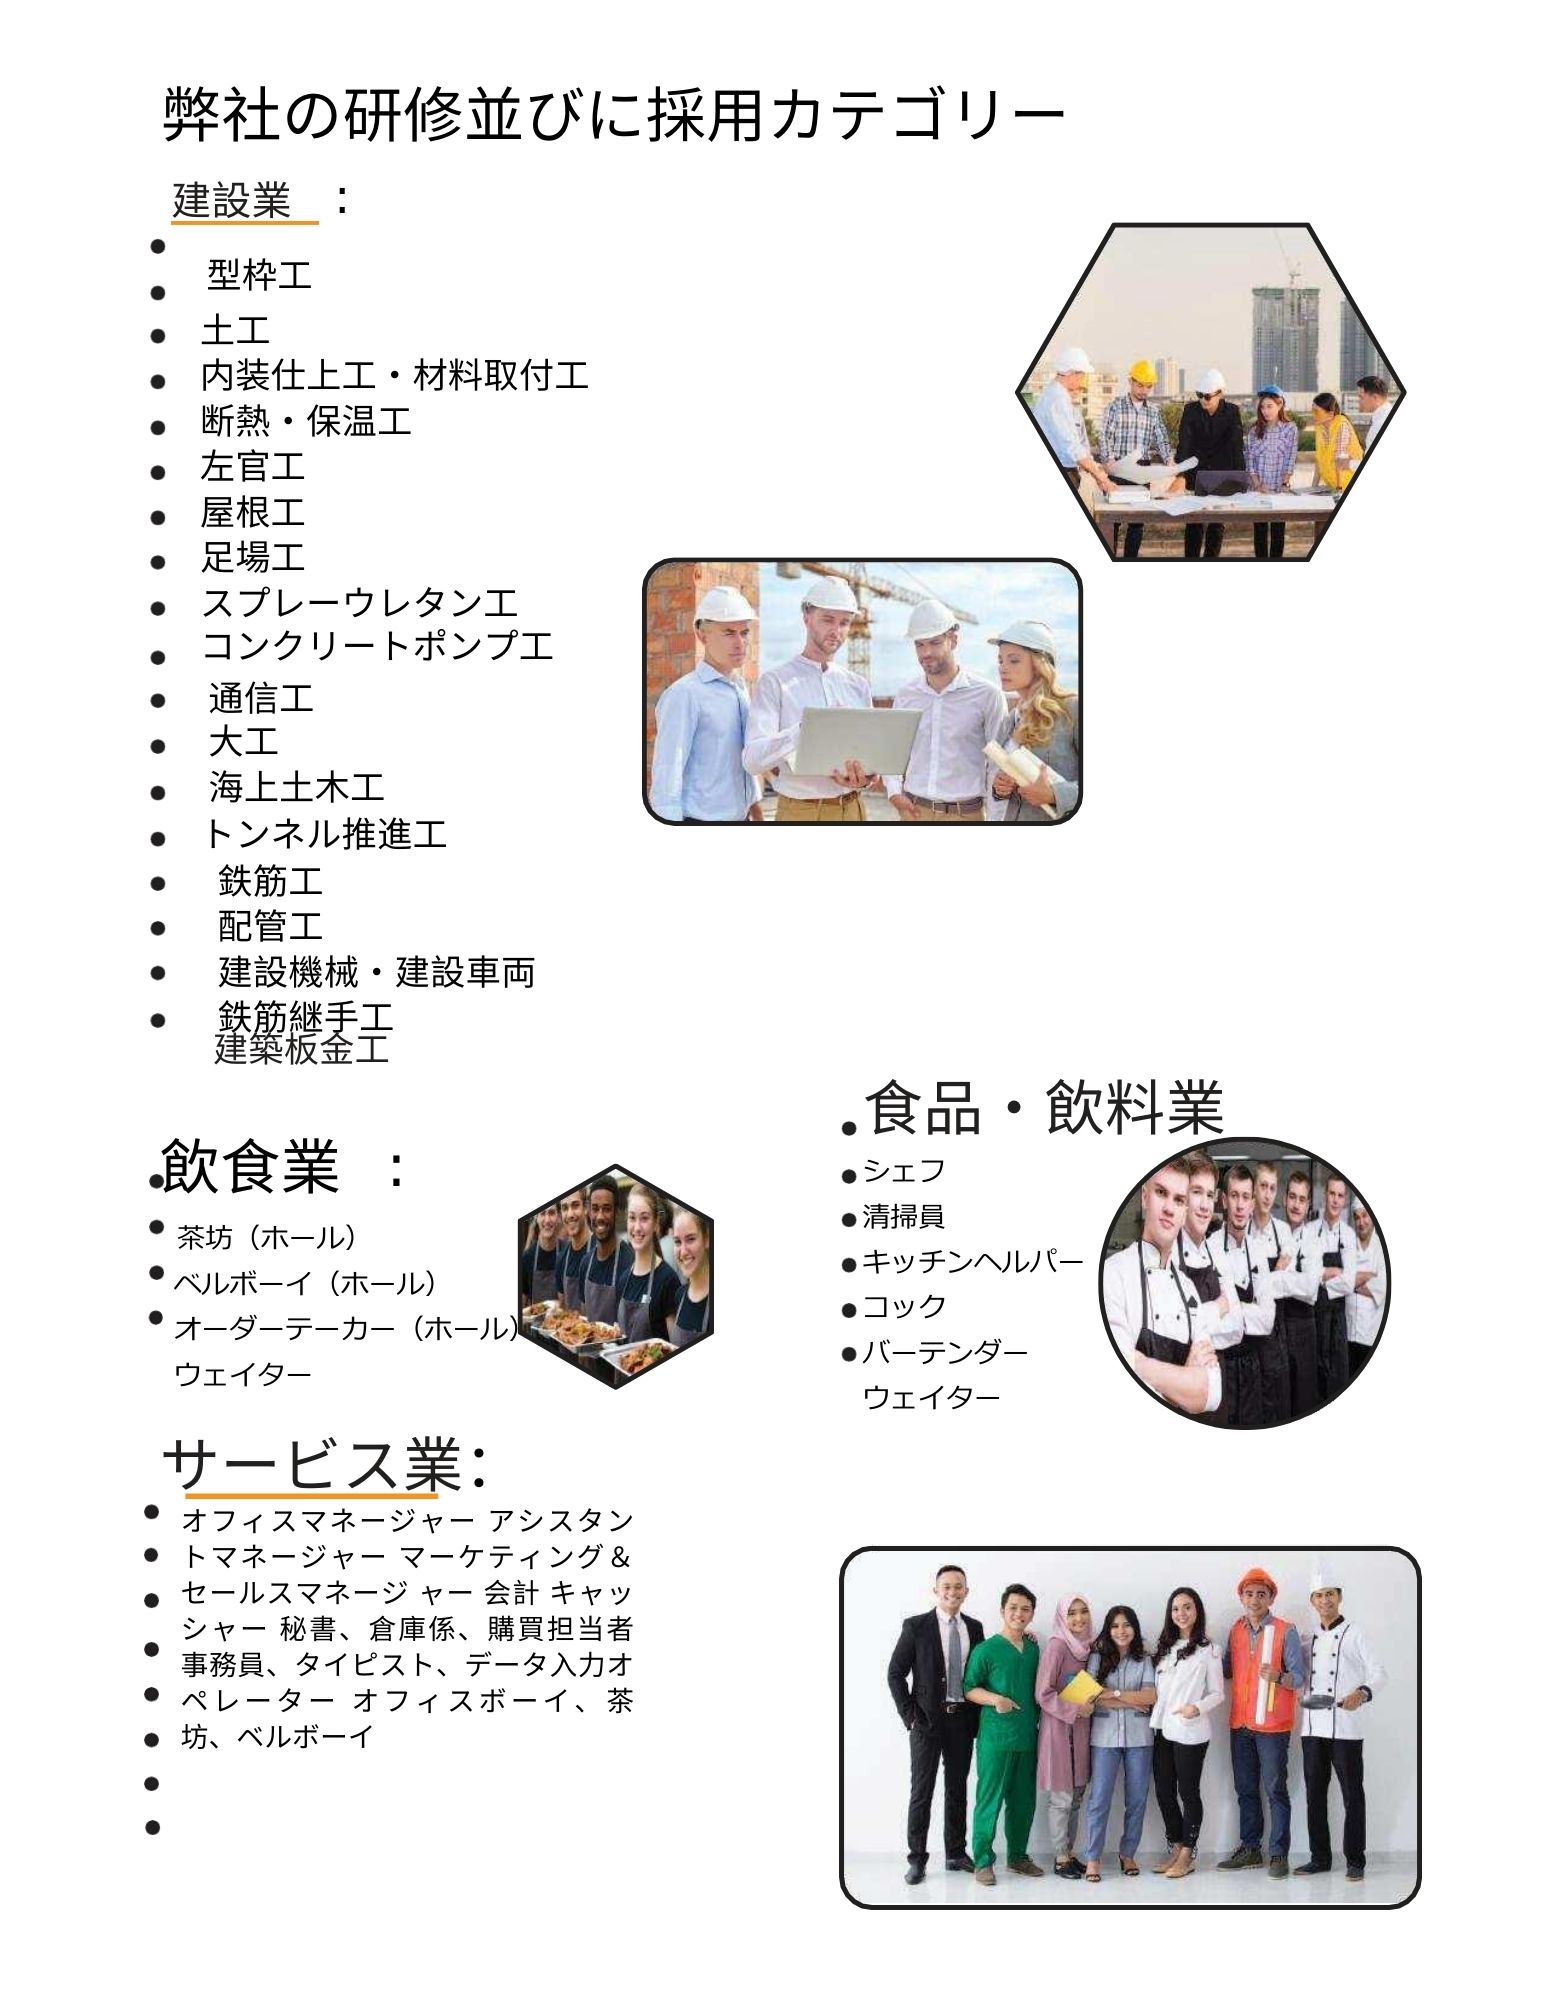 弊社の研修並びに採用カテゴリー
建設業 :
型枠工
土工
内装仕上工・材料取付工
断熱・保温工
左官工
屋根工
足場工
スプレーウレタン工
コンクリートポンプ工
通信工
大工
海上土木工
トンネル推進工
鉄筋工
配管工
建設機械・建設車両
鉄筋継手工
建築板金工
飲食業 :
茶坊（ホール）
ベルボーイ（ホール）
オーダーテーカー（ホール）
ウェイター
食品・飲料業
シェフ
清掃員
キッチンヘルパー
コック
バーテンダー
ウェイター
サービス業:
オフィスマネージャー アシスタン
トマネージャー マーケティング＆
セールスマネージ ャー 会計 キャッ
シャー 秘書、倉庫係、購買担当者
事務員、タイピスト、データ入力オ
ペレーター オフィスボーイ、茶
坊、ベルボーイ